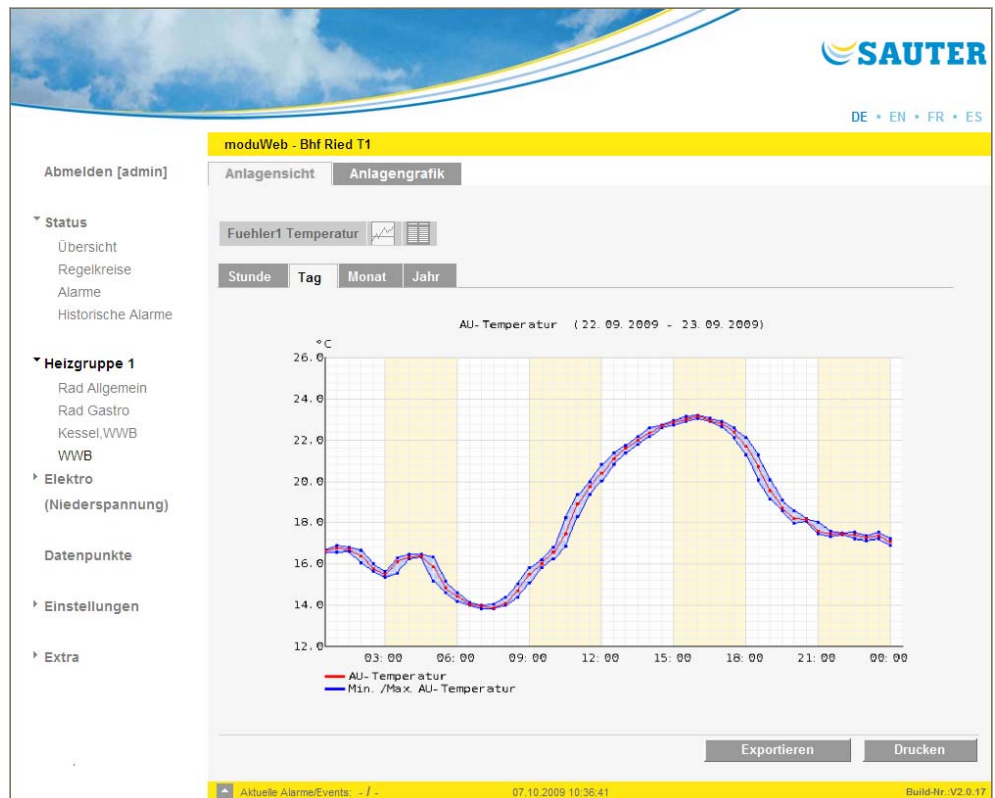 SAUTER
DE • EN • FR • ES
moduWeb - Bhf Ried T1
Abmelden [admin]
Status
Übersicht
Regelkreise
Alarme
Historische Alarme
Heizgruppe 1
Rad Allgemein
Rad Gastro
Kessel,WWB
WWB
Elektro
(Niederspannung)
Datenpunkte
Einstellungen
Extra
Anlagensicht Anlagengrafik
Fuehler1 Temperatur
Stunde Tag Monat Jahr
AU-Temperatur (22.09.2009 - 23.09.2009)
°C
26.0
24.0
22.0
20.0
18.0
16.0
14.0
12.0
03:00 06:00 09:00 12:00 15:00 18:00 21:00 00:00
AU-Temperatur
Min./Max. AU-Temperatur
Exportieren Drucken
Aktuelle Alarme/Events: - / - 07.10.2009 10:36:41 Build-Nr.:V2.0.17